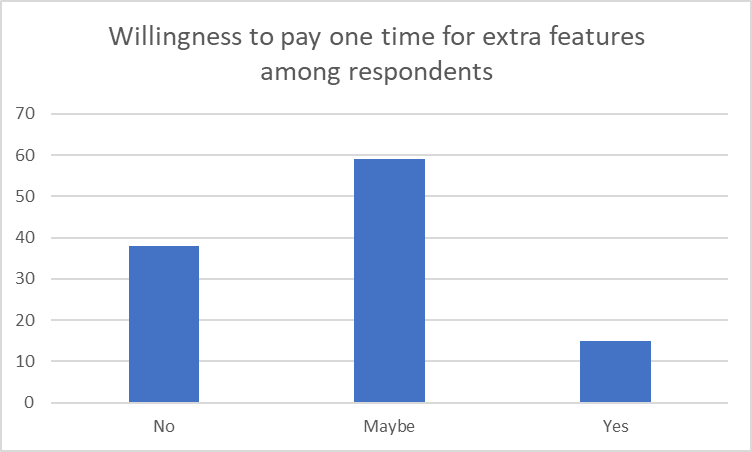 Willingness to pay one time for extra features
among respondents
70
60
50
40
30
20
10
0
No Maybe Yes